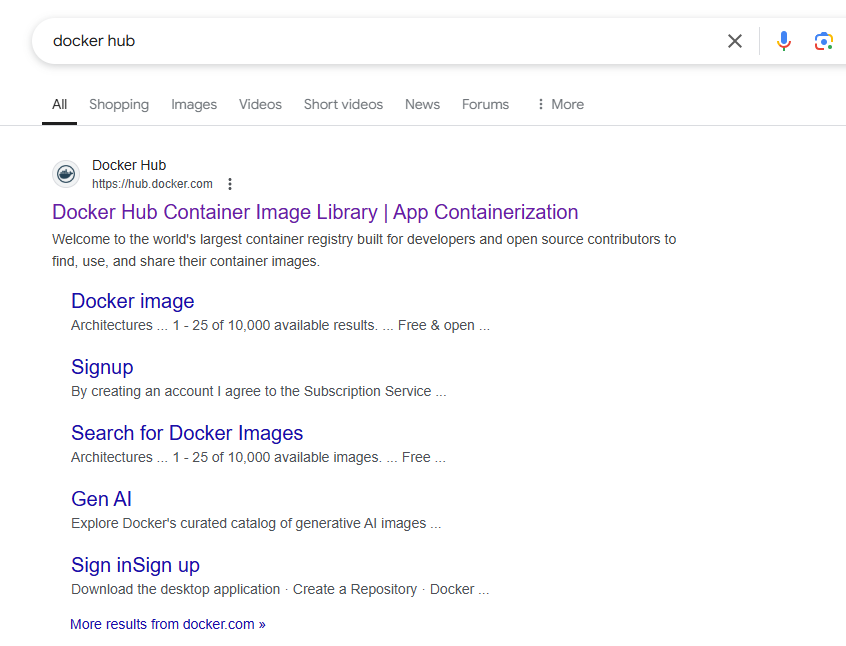 docker hub
All Shopping Images Videos Short videos News Forums More
Docker Hub
https://hub.docker.com
Docker Hub Container Image Library | App Containerization
Welcome to the world's largest container registry built for developers and open source contributors to
find, use, and share their container images.
Docker image
Architectures ... 1 - 25 of 10,000 available results. ... Free & open ...
Signup
By creating an account I agree to the Subscription Service ...
Search for Docker Images
Architectures ... 1 - 25 of 10,000 available images. ... Free ...
Gen AI
Explore Docker's curated catalog of generative AI images ...
Sign inSign up
Download the desktop application · Create a Repository · Docker ...
More results from docker.com »